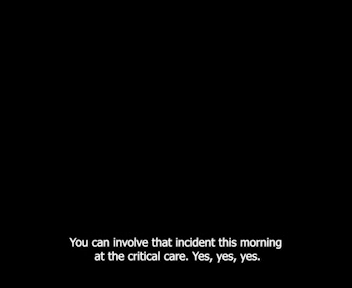 You can involve that incident this morning
at the critical care. Yes, yes, yes.